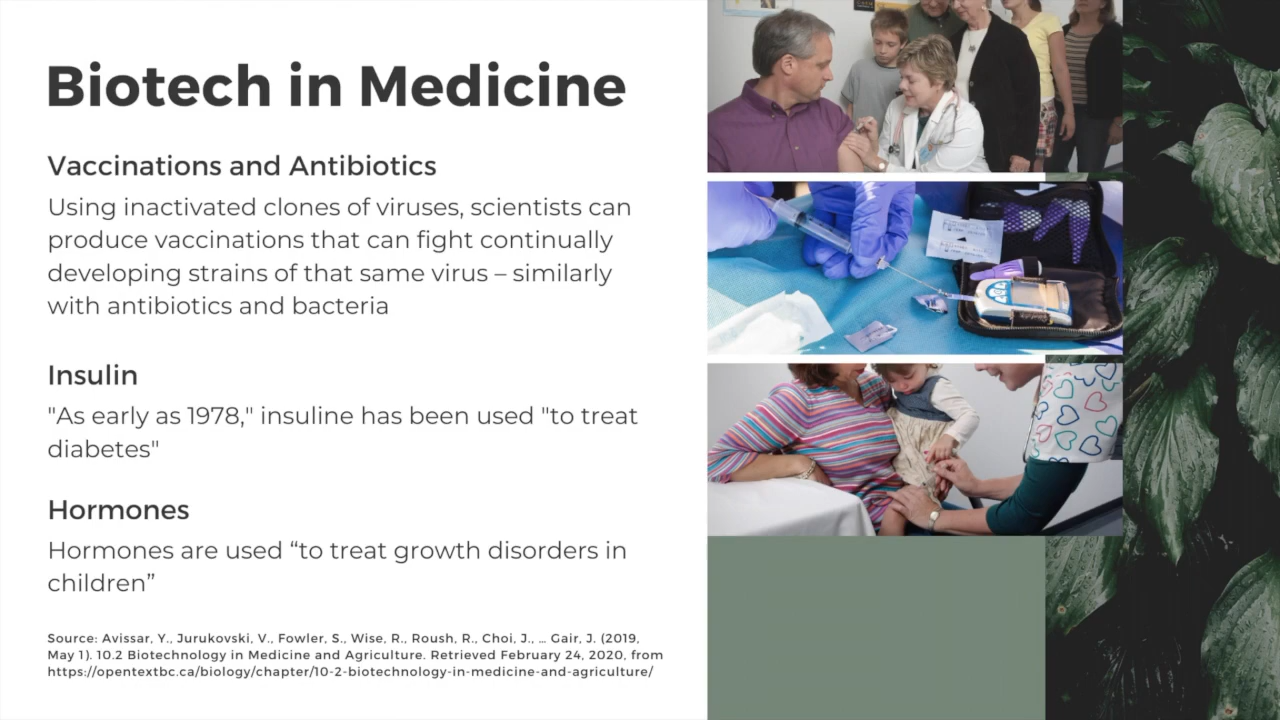 Biotech in Medicine
Vaccinations and Antibiotics
Using inactivated clones of viruses, scientists can
produce vaccinations that can fight continually
developing strains of that same virus – similarly
with antibiotics and bacteria
Insulin
"As early as 1978," insuline has been used "to treat
diabetes"
Hormones
Hormones are used “to treat growth disorders in
children”
Source: Avissar, Y., Jurukovski, V., Fowler, S., Wise, R., Roush, R., Choi, J., … Gair, J. (2019,
May 1). 10.2 Biotechnology in Medicine and Agriculture. Retrieved February 24, 2020, from
https://opentextbc.ca/biology/chapter/10-2-biotechnology-in-medicine-and-agriculture/